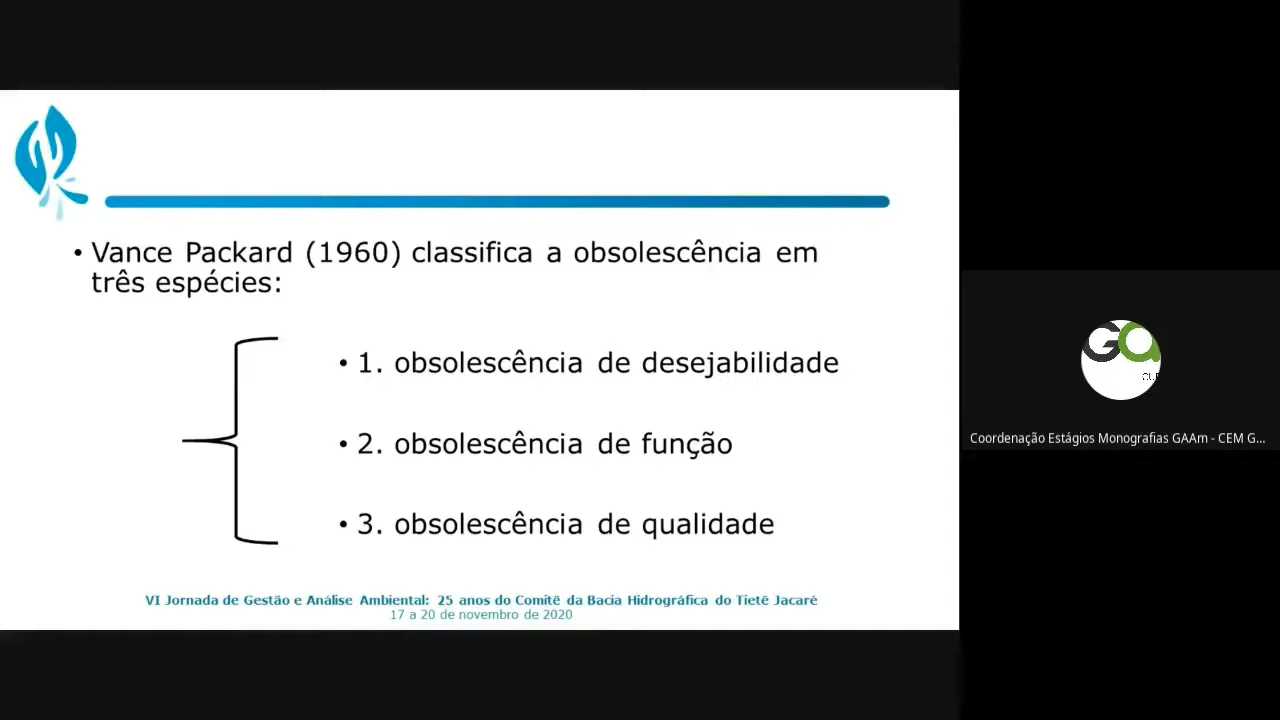 • Vance Packard (1960) classifica a obsolescência em
três espécies:
• 1. obsolescência de desejabilidade
• 2. obsolescência de função
• 3. obsolescência de qualidade
VI Jornada de Gestão e Análise Ambiental: 25 anos do Comitê da Bacia Hidrográfica do Tietê Jacaré
17 a 20 de novembro de 2020
Coordenação Estágios Monografias GAAm - CEM G...